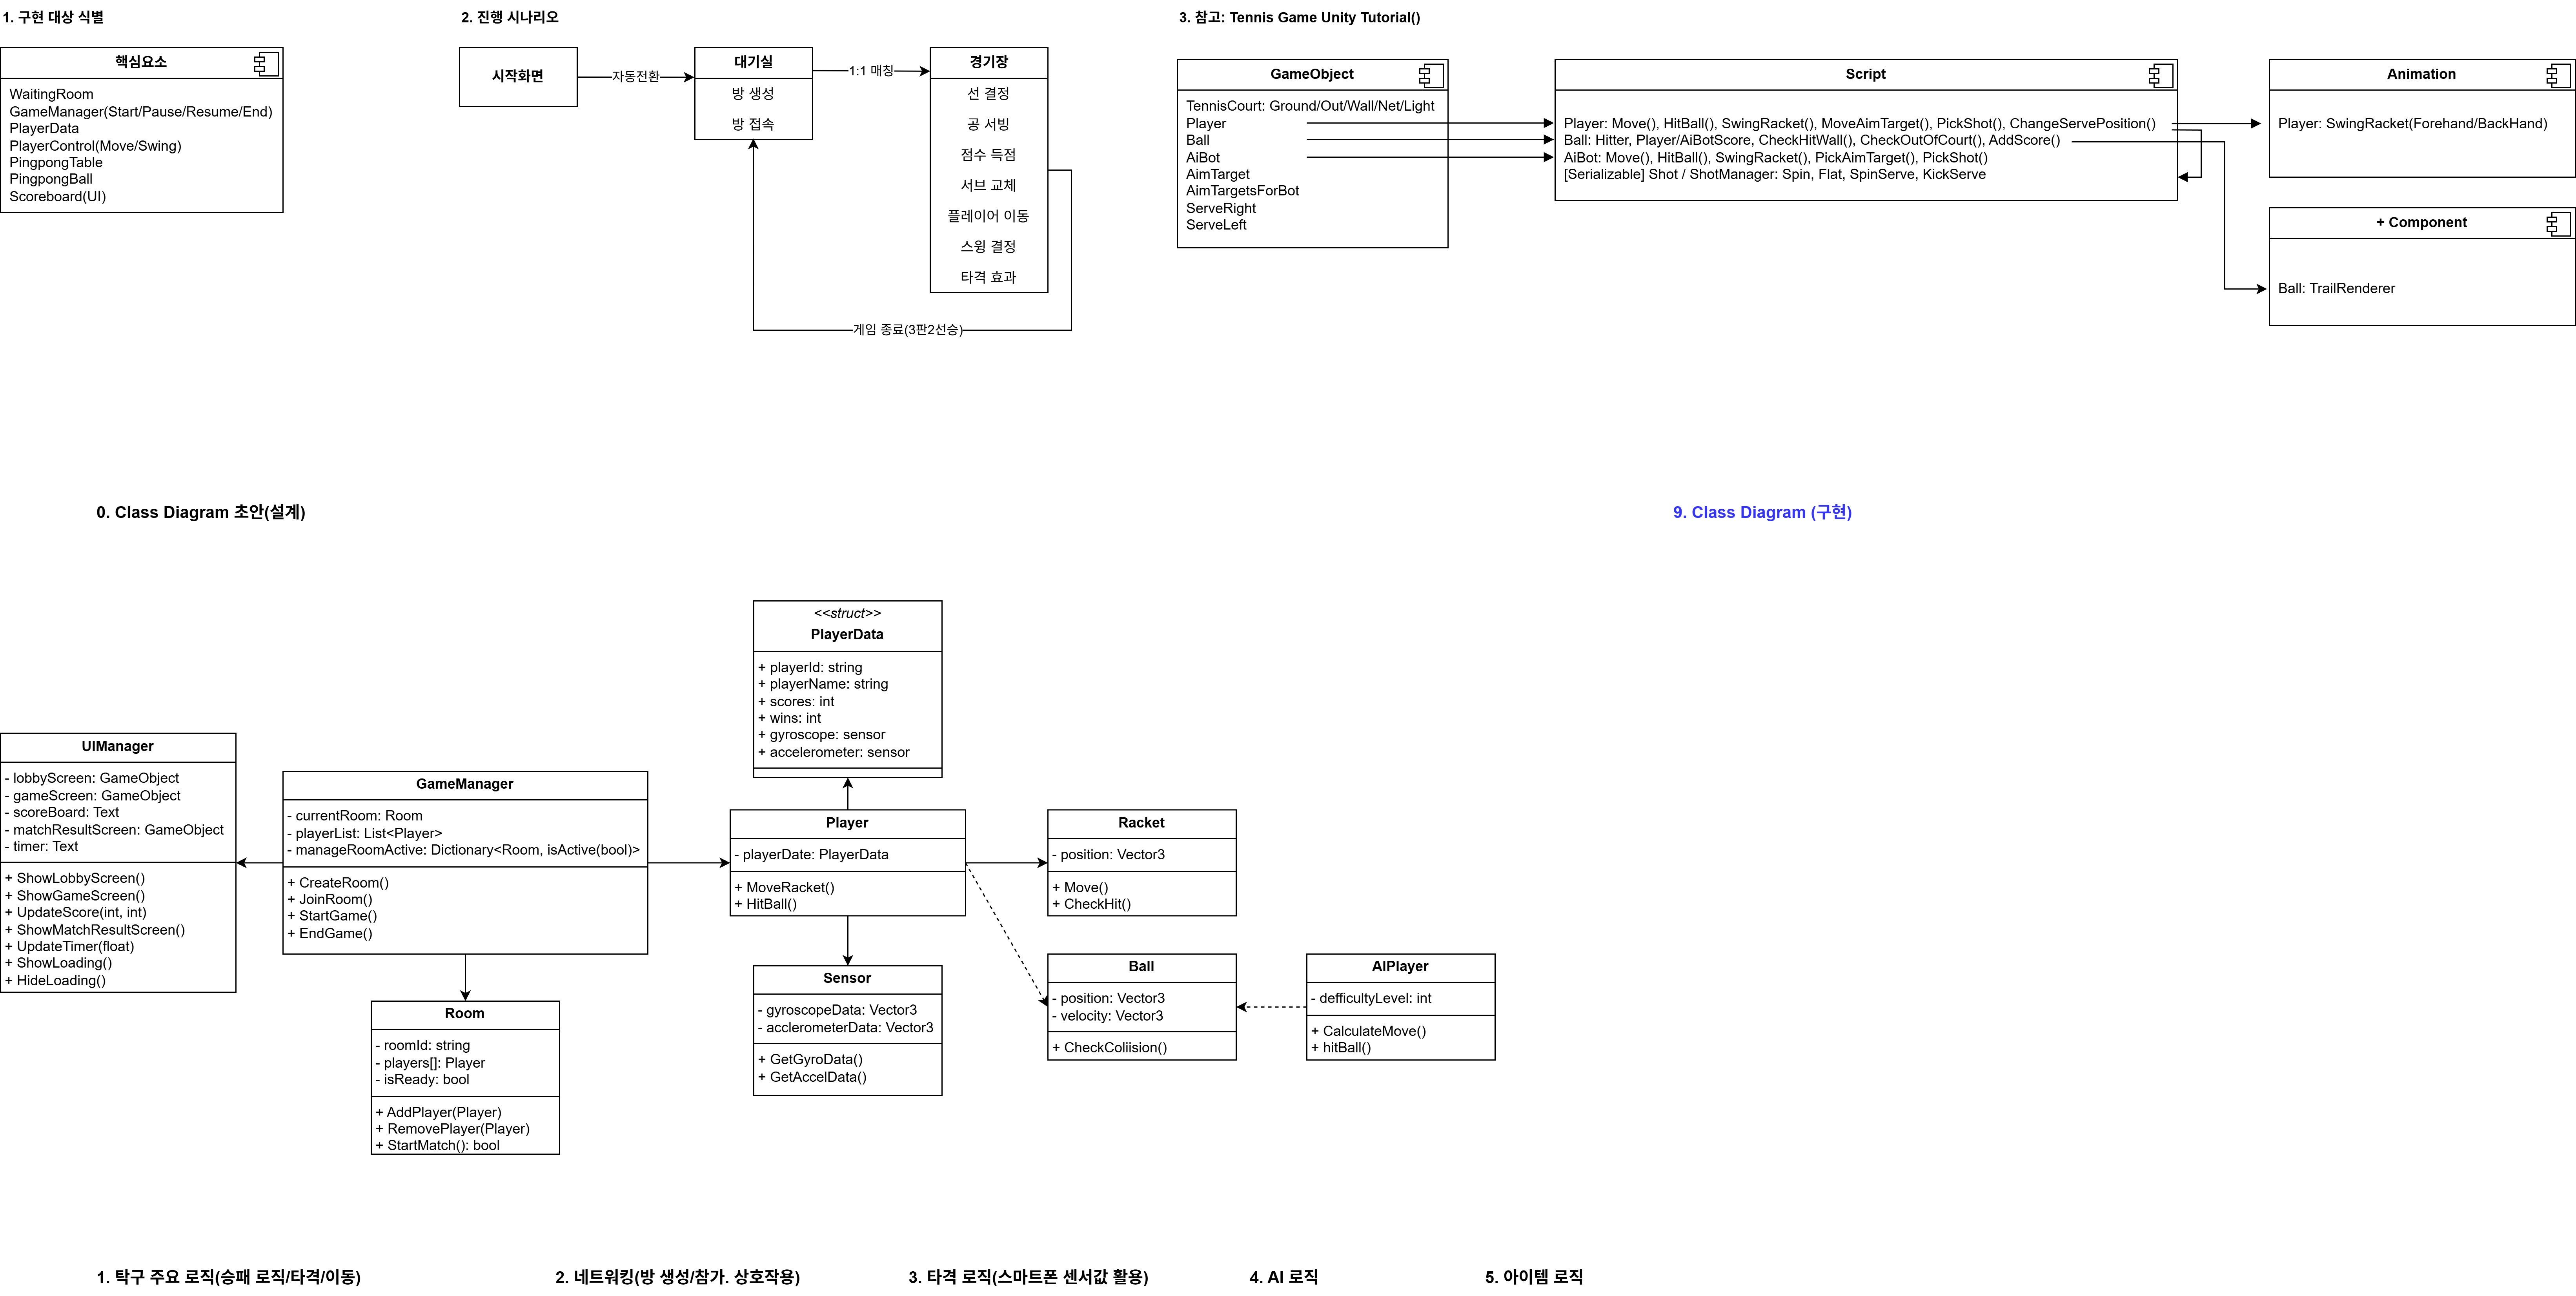 1. 구현 대상 식별
핵심요소
WaitingRoom
GameManager(Start/Pause/Resume/End)
PlayerData
PlayerControl(Move/Swing)
PingpongTable
PingpongBall
Scoreboard(UI)
2. 진행 시나리오
시작화면
자동전환
대기실
방 생성
방 접속
1:1 매칭
경기장
선 결정
공 서빙
점수 득점
서브 교체
플레이어 이동
스윙 결정
타격 효과
게임 종료(3판2선승)
3. 참고: Tennis Game Unity Tutorial()
GameObject
TennisCourt: Ground/Out/Wall/Net/Light
Player
Ball
AiBot
AimTarget
AimTargetsForBot
ServeRight
ServeLeft
Script
Player: Move(), HitBall(), SwingRacket(), MoveAimTarget(), PickShot(), ChangeServePosition()
Ball: Hitter, Player/AiBotScore, CheckHitWall(), CheckOutOfCourt(), AddScore()
AiBot: Move(), HitBall(), SwingRacket(), PickAimTarget(), PickShot()
[Serializable] Shot / ShotManager: Spin, Flat, SpinServe, KickServe
Animation
Player: SwingRacket(Forehand/BackHand)
+ Component
Ball: TrailRenderer
0. Class Diagram 초안(설계)
9. Class Diagram (구현)
UIManager
- lobbyScreen: GameObject
- gameScreen: GameObject
- scoreBoard: Text
- matchResultScreen: GameObject
- timer: Text
+ ShowLobbyScreen()
+ ShowGameScreen()
+ UpdateScore(int, int)
+ ShowMatchResultScreen()
+ UpdateTimer(float)
+ ShowLoading()
+ HideLoading()
GameManager
- currentRoom: Room
- playerList: List<Player>
- manageRoomActive: Dictionary<Room, isActive(bool)>
+ CreateRoom()
+ JoinRoom()
+ StartGame()
+ EndGame()
Room
- roomId: string
- players[]: Player
- isReady: bool
+ AddPlayer(Player)
+ RemovePlayer(Player)
+ StartMatch(): bool
<<struct>>
PlayerData
+ playerId: string
+ playerName: string
+ scores: int
+ wins: int
+ gyroscope: sensor
+ accelerometer: sensor
Player
- playerDate: PlayerData
+ MoveRacket()
+ HitBall()
Sensor
- gyroscopeData: Vector3
- acclerometerData: Vector3
+ GetGyroData()
+ GetAccelData()
Racket
- position: Vector3
+ Move()
+ CheckHit()
Ball
- position: Vector3
- velocity: Vector3
+ CheckColiision()
AIPlayer
- defficultyLevel: int
+ CalculateMove()
+ hitBall()
1. 탁구 주요 로직(승패 로직/타격/이동)
2. 네트워킹(방 생성/참가. 상호작용)
3. 타격 로직(스마트폰 센서값 활용)
4. AI 로직
5. 아이템 로직